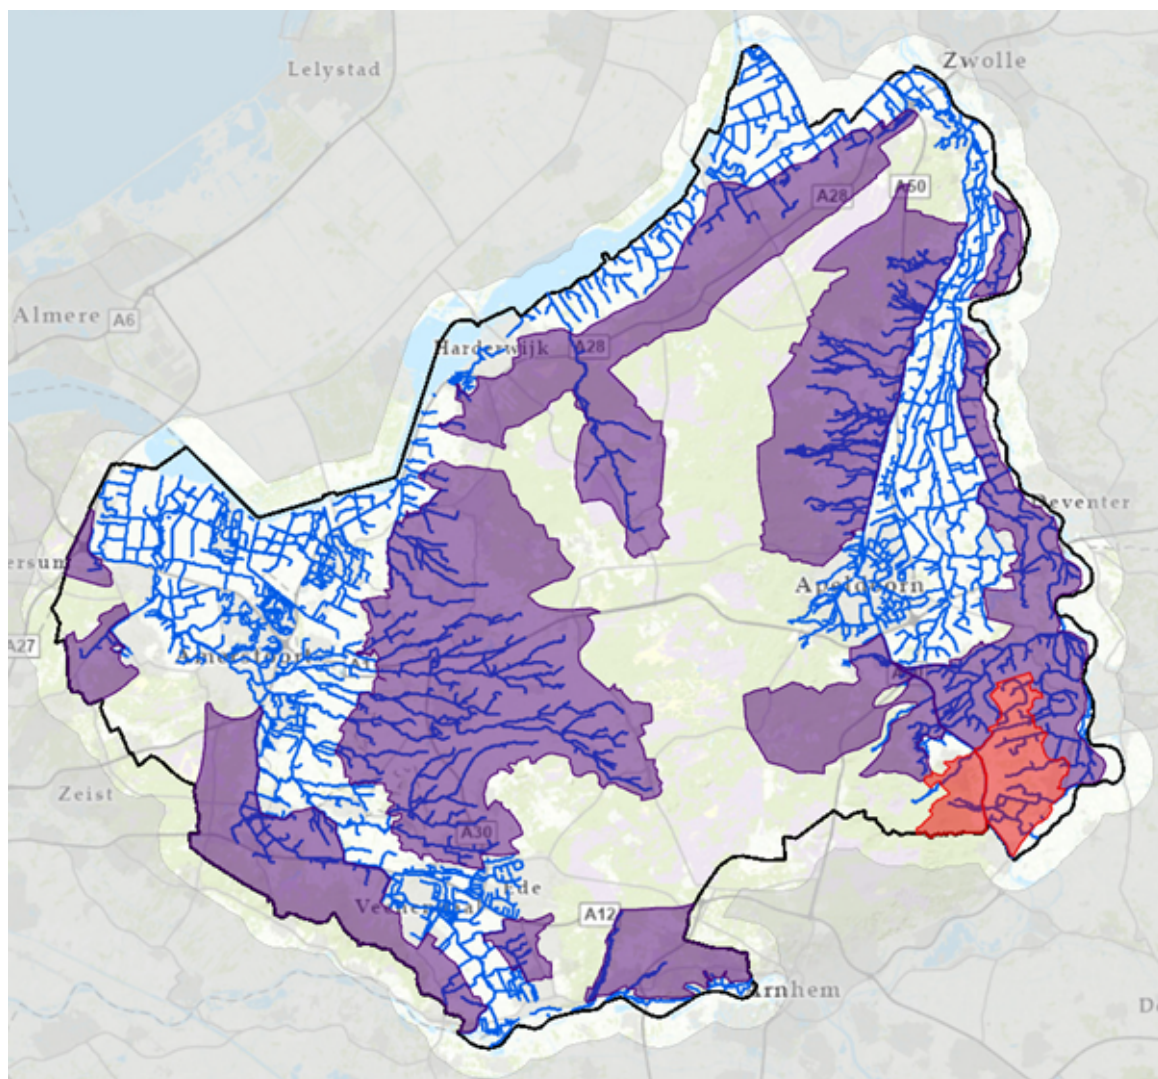 Zwolle
Lelystad
A50
A28
Almere
A6
Harderwijk
A28
Deventer
ersum
Apeldoorn
A27
Zeist
A30
Ede
A12
Arnhem